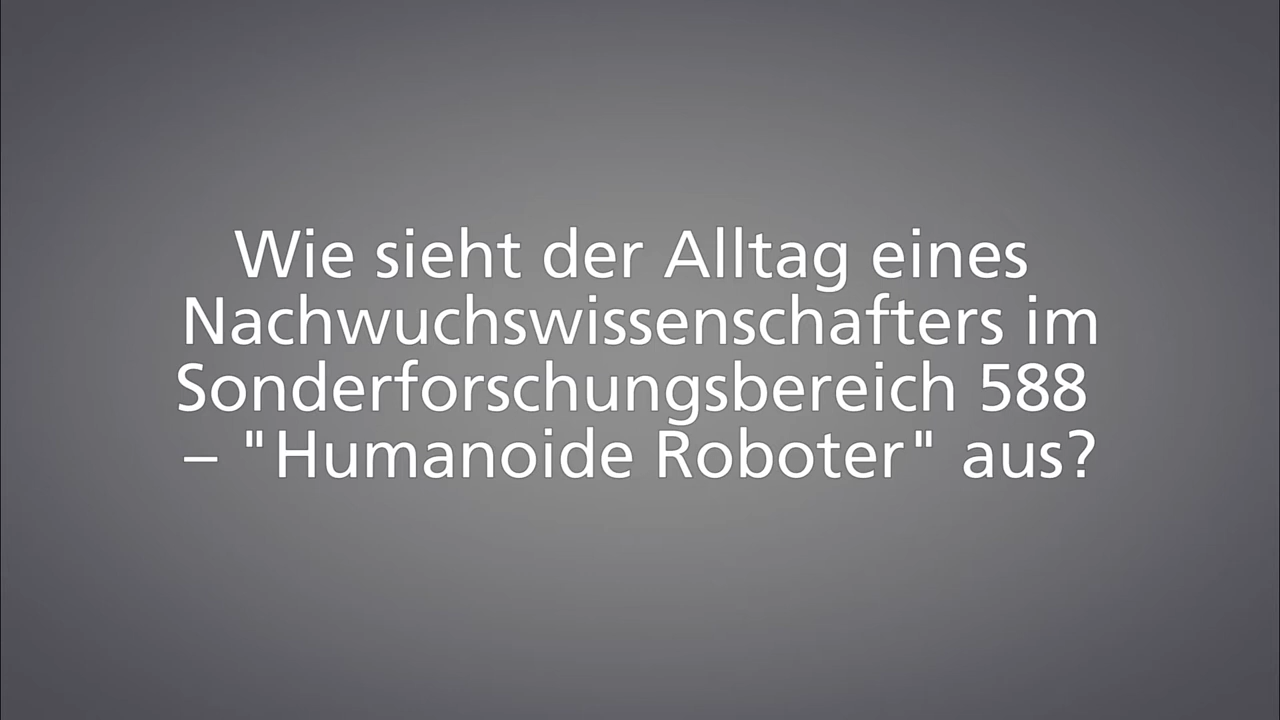 Wie sieht der Alltag eines
Nachwuchswissenschafters im
Sonderforschungsbereich 588
– "Humanoide Roboter" aus?